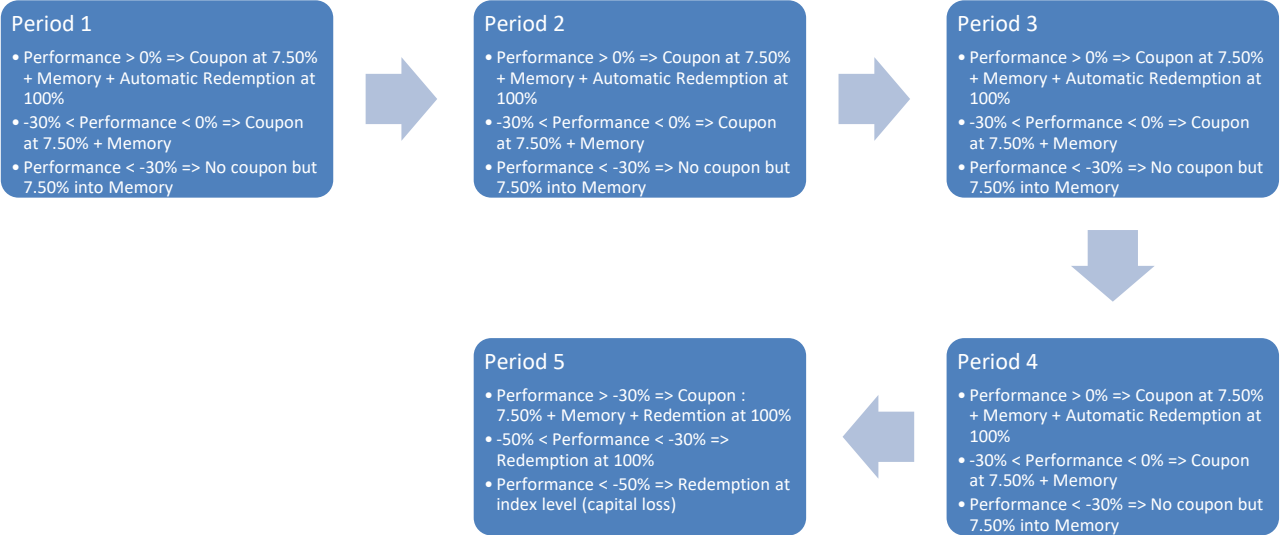 Period 1
• Performance > 0% => Coupon at 7.50%
+ Memory + Automatic Redemption at
100%
• -30% < Performance < 0% => Coupon
at 7.50% + Memory
• Performance < -30% => No coupon but
7.50% into Memory
Period 2
• Performance > 0% => Coupon at 7.50%
+ Memory + Automatic Redemption at
100%
• -30% < Performance < 0% => Coupon
at 7.50% + Memory
• Performance < -30% => No coupon but
7.50% into Memory
Period 3
• Performance > 0% => Coupon at 7.50%
+ Memory + Automatic Redemption at
100%
• -30% < Performance < 0% => Coupon
at 7.50% + Memory
• Performance < -30% => No coupon but
7.50% into Memory
Period 4
• Performance > 0% => Coupon at 7.50%
+ Memory + Automatic Redemption at
100%
• -30% < Performance < 0% => Coupon
at 7.50% + Memory
• Performance < -30% => No coupon but
7.50% into Memory
Period 5
• Performance > -30% => Coupon :
7.50% + Memory + Redemtion at 100%
• -50% < Performance < -30% =>
Redemption at 100%
• Performance < -50% => Redemption at
index level (capital loss)